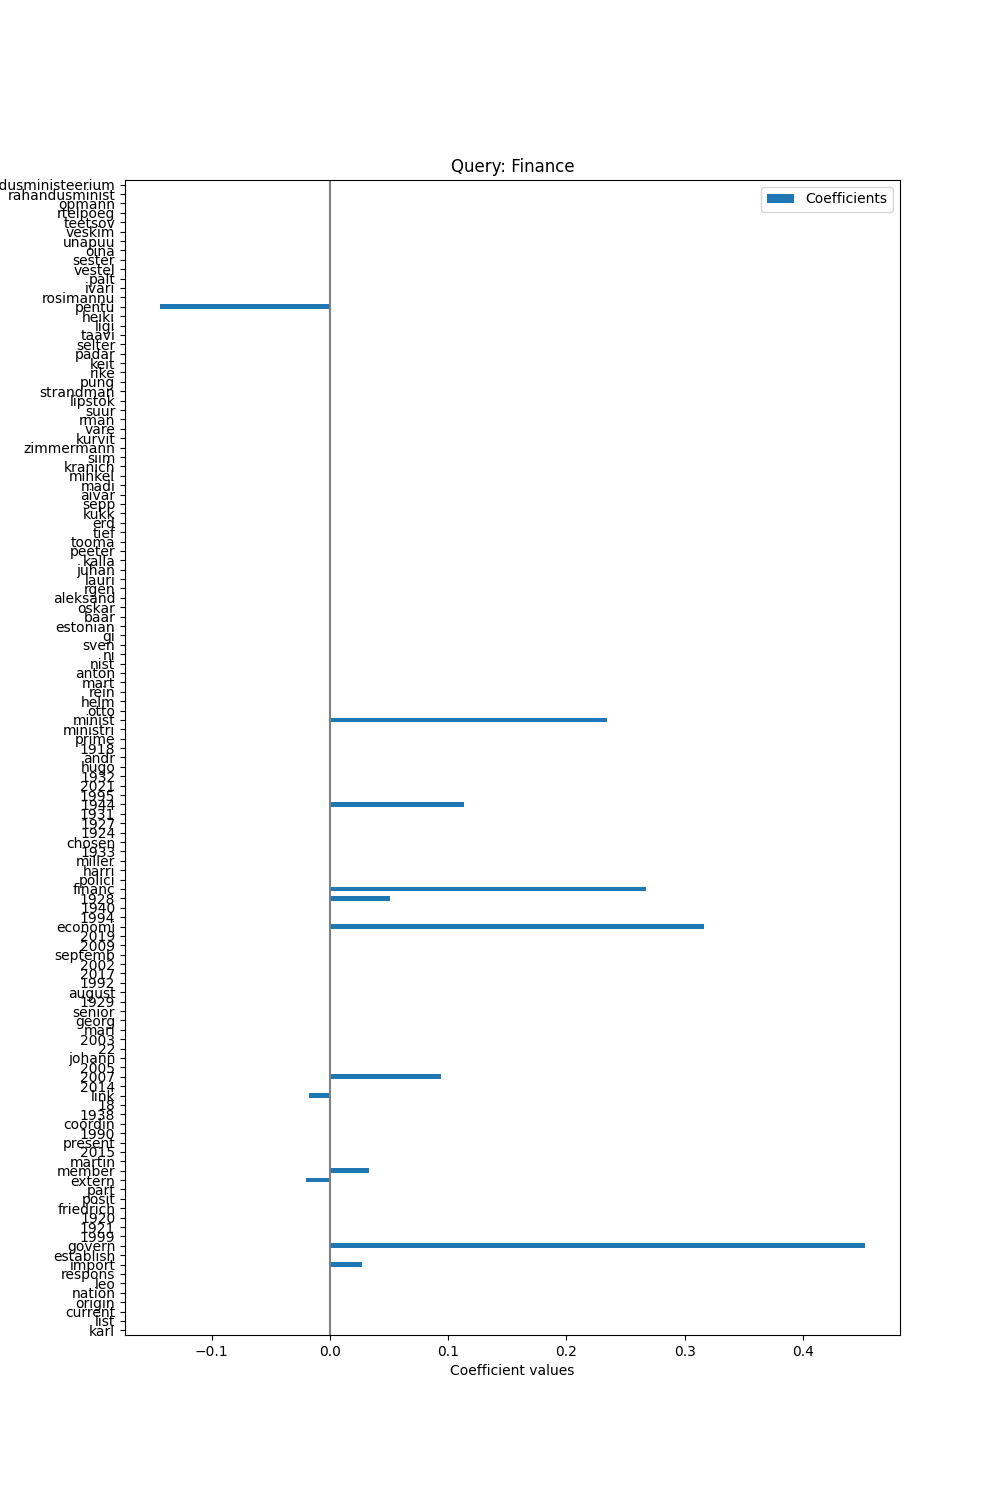 Query: Finance
Coefficients
dusministeerium
rahandusminist
opmann
rtelpoeg
teetsov
veskim
unapuu
oina
sester
vestel
palt
ivari
rosimannu
pentu
heiki
ligi
taavi
selter
padar
keit
rike
pung
strandman
lipstok
suur
rman
vare
kurvit
zimmermann
siim
kranich
mihkel
madi
aivar
sepp
kukk
erd
tief
tooma
peeter
kalla
juhan
lauri
rgen
aleksand
oskar
baar
estonian
gi
sven
ni
nist
anton
mart
rein
helm
otto
minist
ministri
prime
1918
andr
hugo
1932
2021
1995
1944
1931
1927
1924
chosen
1933
miller
harri
polici
financ
1928
1940
1994
economi
2019
2009
septemb
2002
2017
1992
august
1929
senior
georg
mari
2003
22
johann
2005
2007
2014
link
18
1938
coordin
1990
present
2015
martin
member
extern
part
posit
friedrich
1920
1921
1999
govern
establish
import
respons
leo
nation
origin
current
list
karl
−0.1 0.0 0.1 0.2 0.3 0.4
Coefficient values